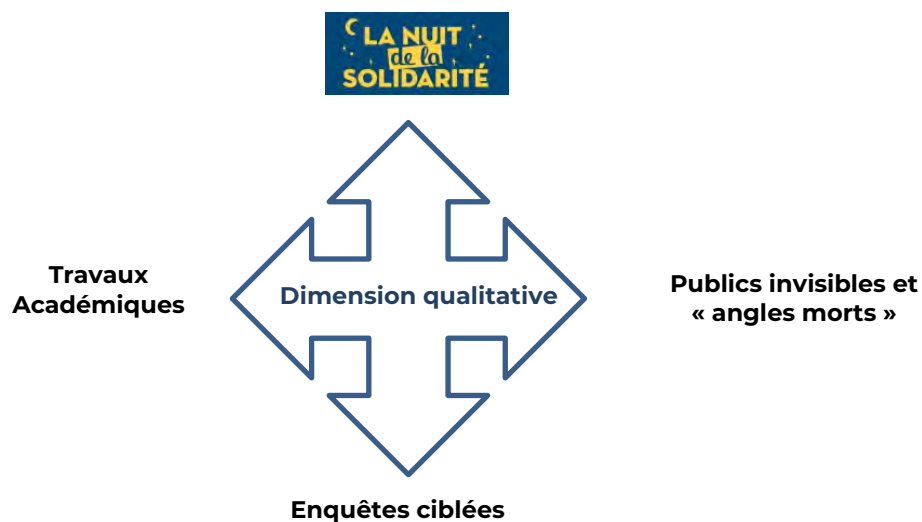 LA NUIT
de la
SOLIDARITÉ
Travaux
Académiques
Dimension qualitative
Publics invisibles et
« angles morts »
Enquêtes ciblées